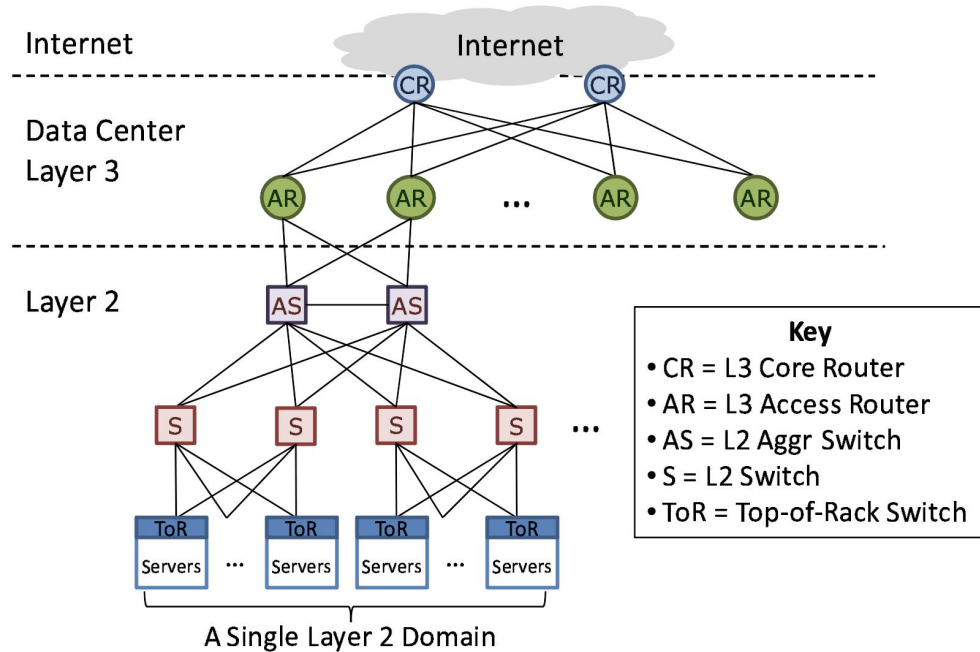 Internet
Internet
CR CR
Data Center
Layer 3
AR AR ... AR AR
Layer 2
AS AS
Key
• CR = L3 Core Router
• AR = L3 Access Router
• AS = L2 Aggr Switch
• S = L2 Switch
• ToR = Top-of-Rack Switch
S S S S ...
ToR ToR ToR ToR
Servers ... Servers Servers ... Servers
A Single Layer 2 Domain